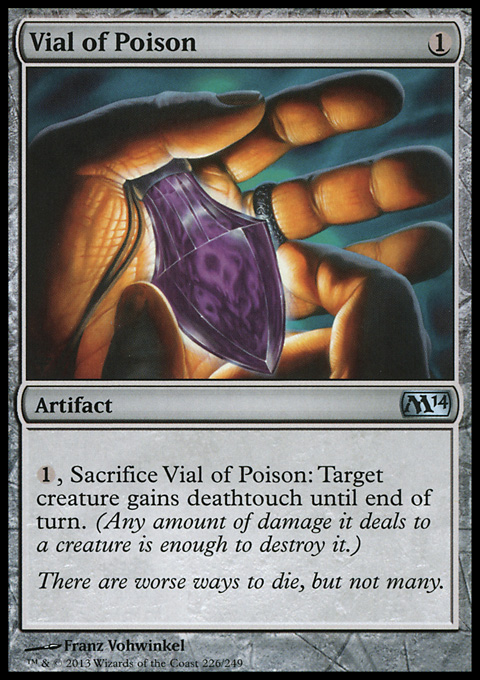 Vial of Poison 1
Artifact M14
1, Sacrifice Vial of Poison: Target
creature gains deathtouch until end of
turn. (Any amount of damage it deals to
a creature is enough to destroy it.)
There are worse ways to die, but not many.
Franz Vohwinkel
™ & © 2013 Wizards of the Coast 226/249